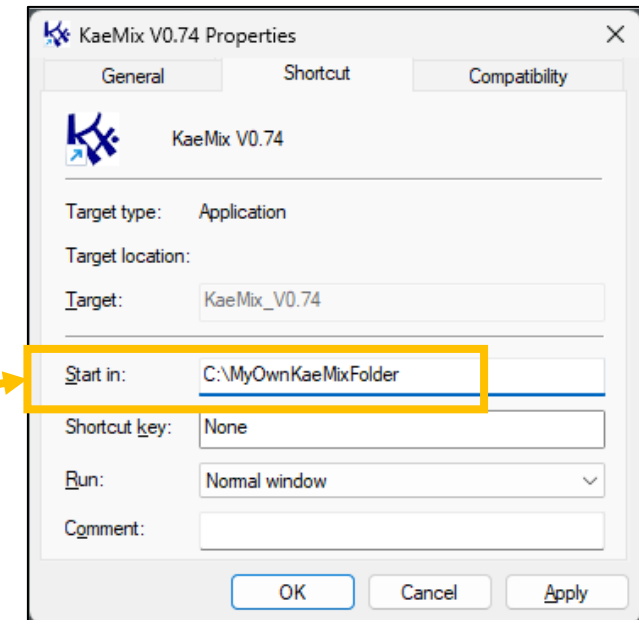 KaeMix V0.74 Properties
General Shortcut Compatibility
KaeMix V0.74
Target type: Application
Target location:
Target: KaeMix_V0.74
Start in: C:\MyOwnKaeMixFolder
Shortcut key: None
Run: Normal window
Comment:
OK Cancel Apply